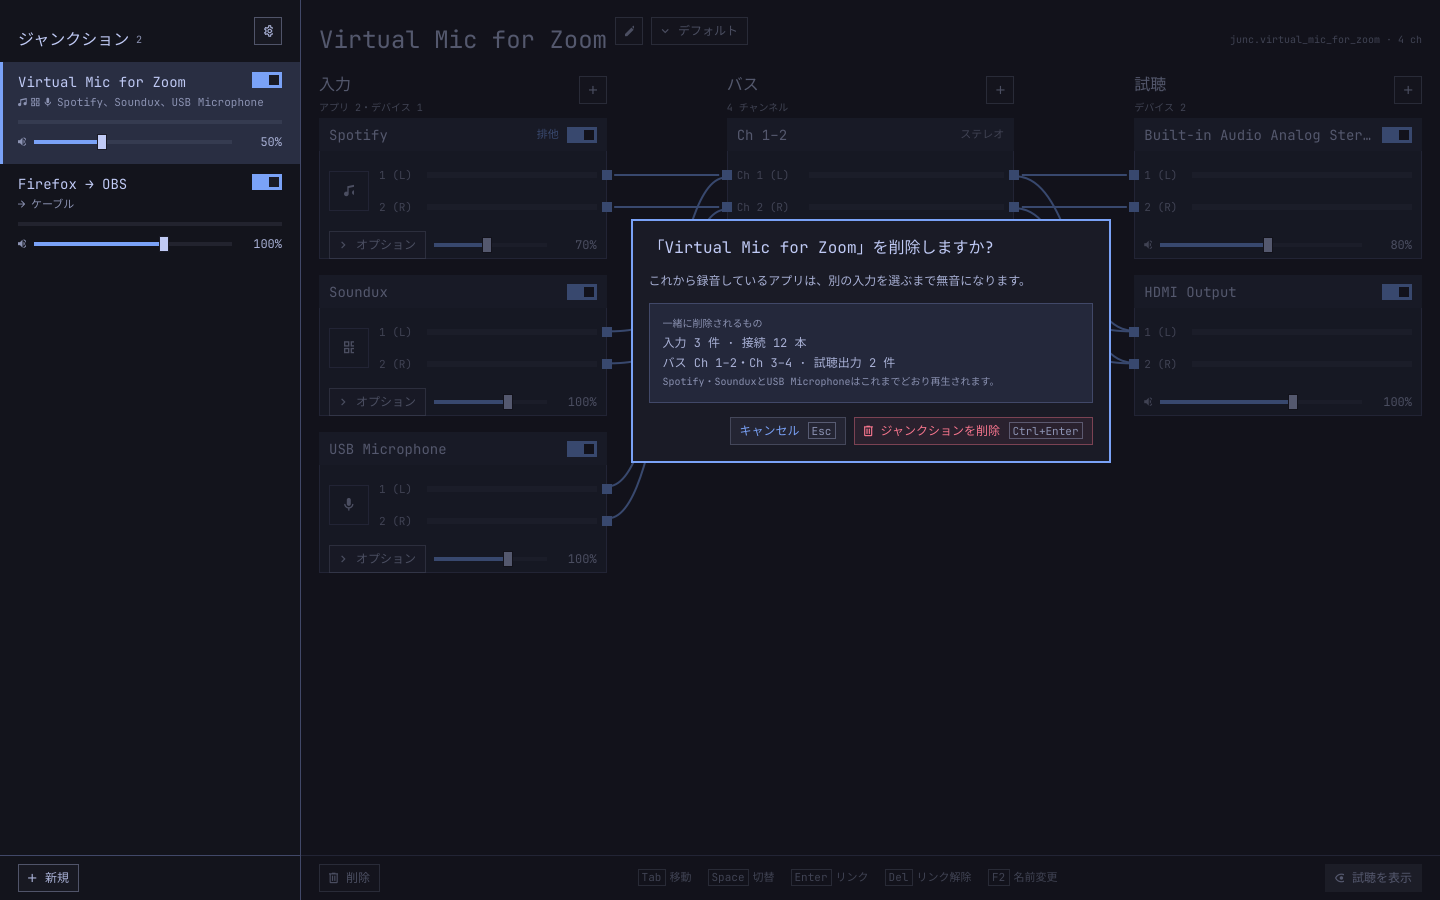 ジャンクション 2
Virtual Mic for Zoom
Spotify、Soundux、USB Microphone
50%
Firefox → OBS
→ ケーブル
100%
+ 新規
Virtual Mic for Zoom
デフォルト
junc.virtual_mic_for_zoom · 4 ch
入力
アプリ 2・デバイス 1
Spotify
排他
1 (L)
2 (R)
オプション
70%
Soundux
1 (L)
2 (R)
オプション
100%
USB Microphone
1 (L)
2 (R)
オプション
100%
バス
4 チャンネル
Ch 1–2
ステレオ
Ch 1 (L)
Ch 2 (R)
試聴
デバイス 2
Built-in Audio Analog Ster…
1 (L)
2 (R)
80%
HDMI Output
1 (L)
2 (R)
100%
「Virtual Mic for Zoom」を削除しますか?
これから録音しているアプリは、別の入力を選ぶまで無音になります。
一緒に削除されるもの
入力 3 件 · 接続 12 本
バス Ch 1–2・Ch 3–4 · 試聴出力 2 件
Spotify・SounduxとUSB Microphoneはこれまでどおり再生されます。
キャンセル Esc
ジャンクションを削除 Ctrl+Enter
削除
Tab 移動
Space 切替
Enter リンク
Del リンク解除
F2 名前変更
試聴を表示